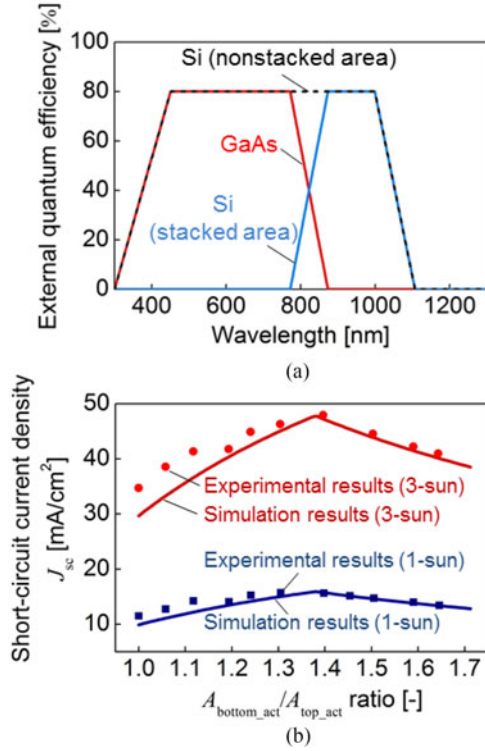 External quantum efficiency [%]
100
80
60
40
20
0
Si (nonstacked area)
GaAs
Si
(stacked area)
400 600 800 1000 1200
Wavelength [nm]
(a)
Short-circuit current density
Jsc [mA/cm2]
50
40
30
20
10
Experimental results (3-sun)
Simulation results (3-sun)
Experimental results (1-sun)
Simulation results (1-sun)
1.0 1.1 1.2 1.3 1.4 1.5 1.6 1.7
Abottom_act/Atop_act ratio [-]
(b)